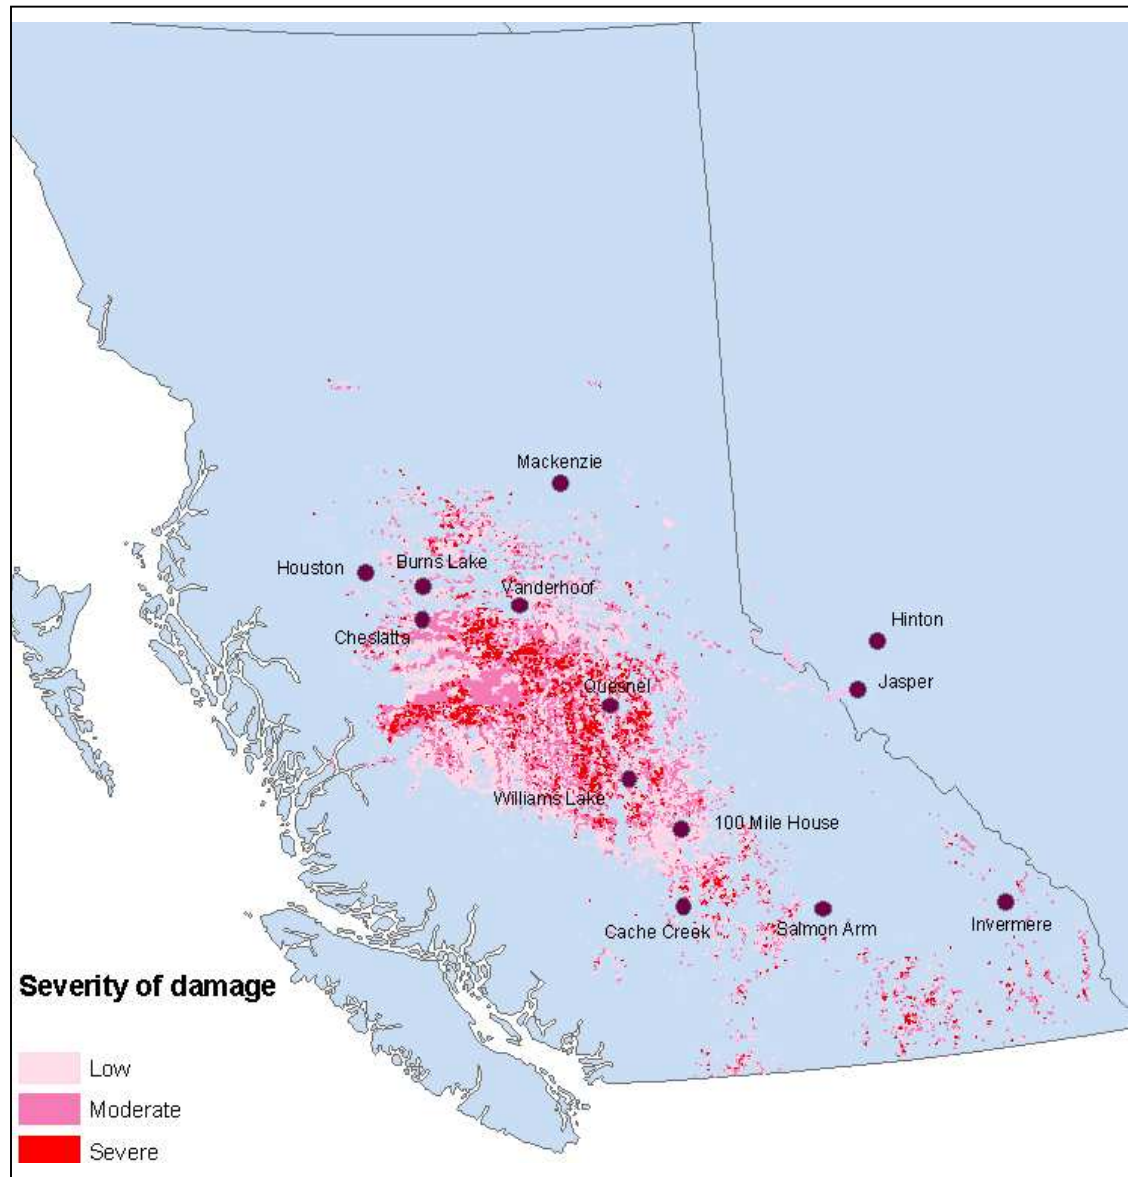 Mackenzie
Houston
Burns Lake
Vanderhoof
Cheslatta
Hinton
Jasper
Quesnel
Williams Lake
100 Mile House
Cache Creek
Salmon Arm
Invermere
Severity of damage
Low
Moderate
Severe